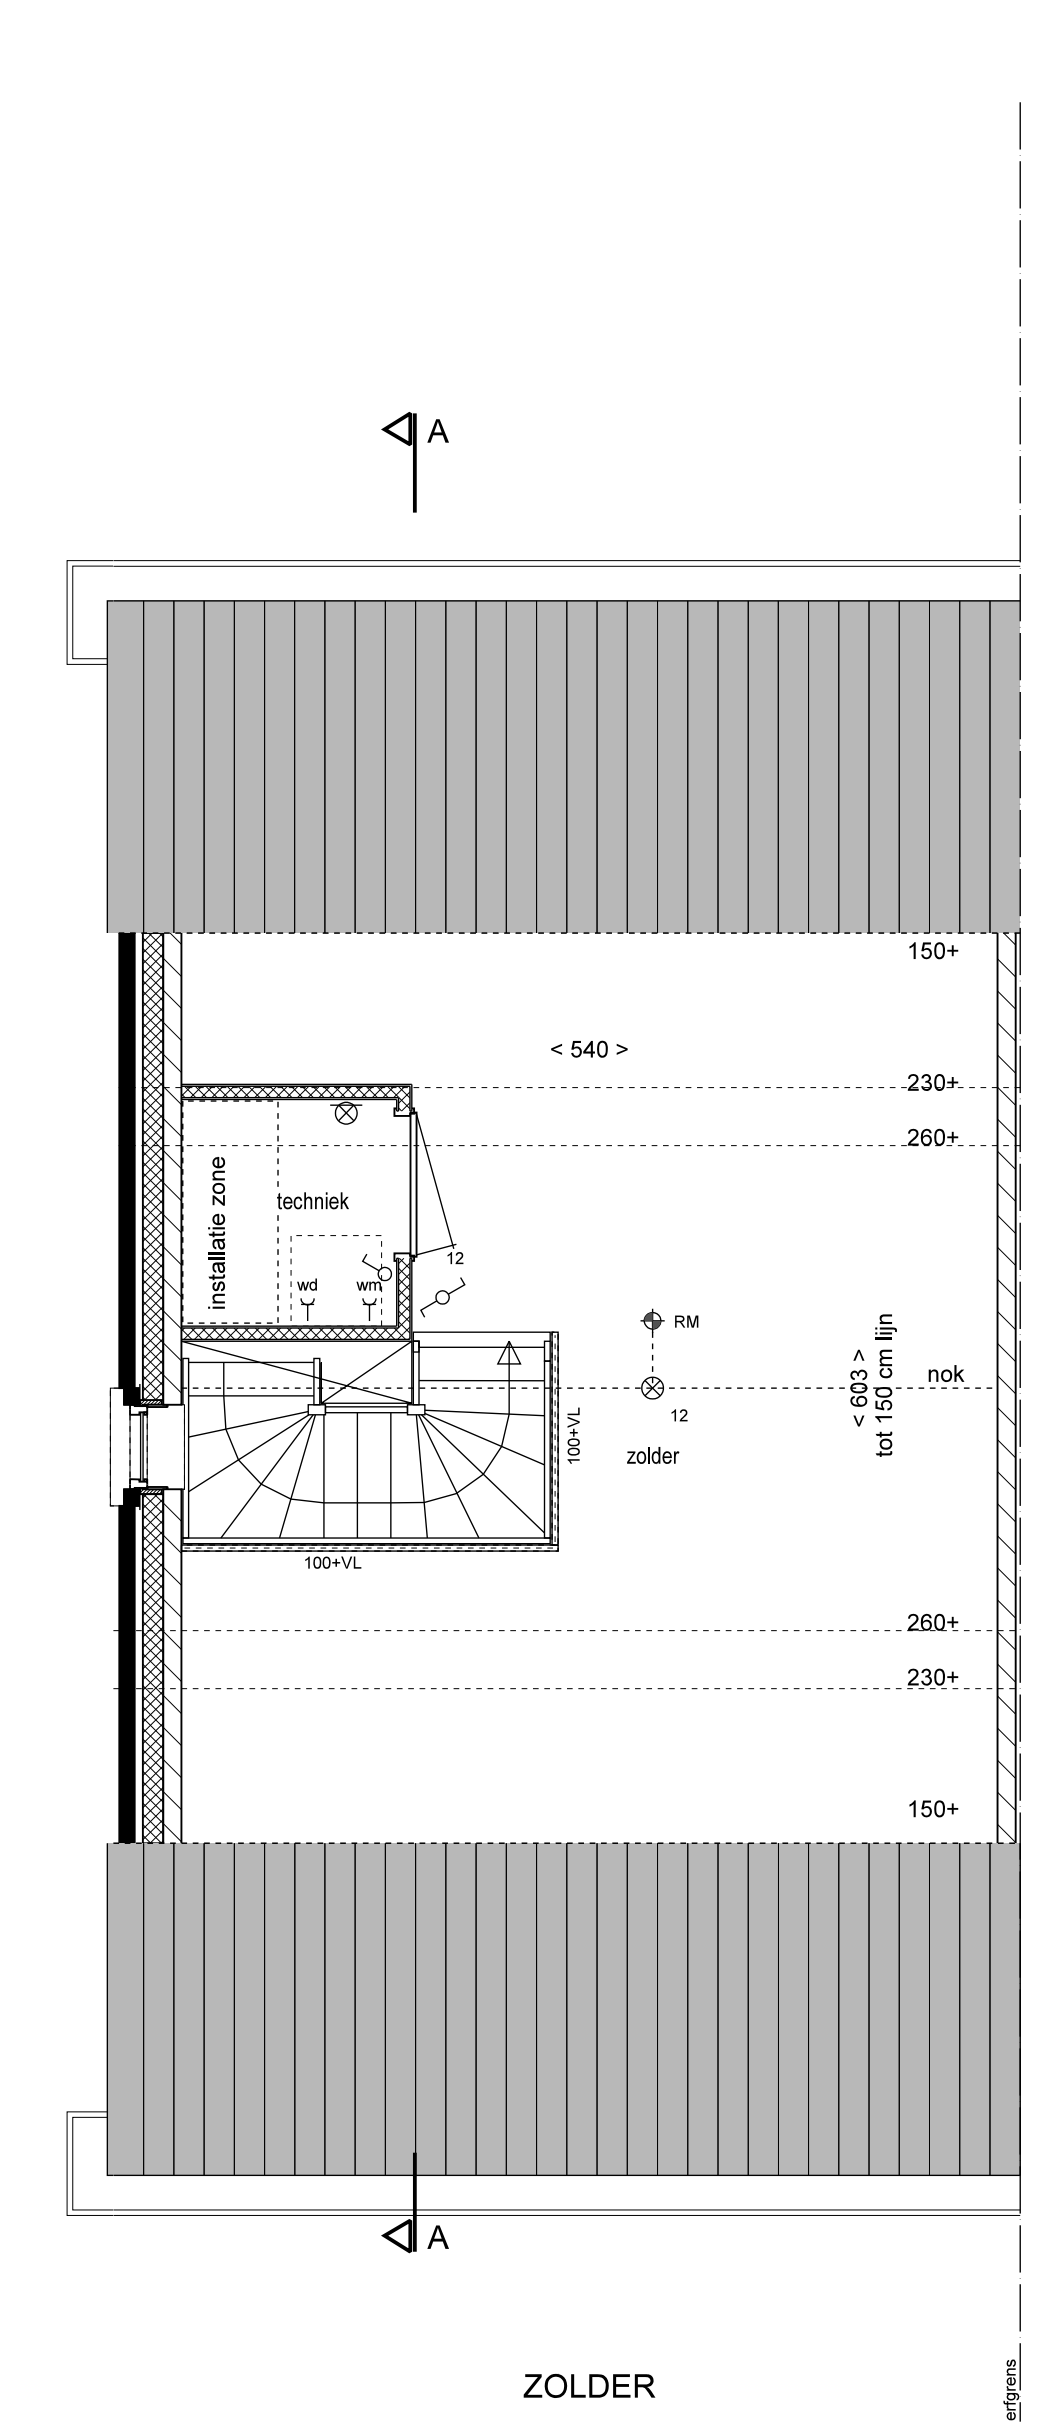 A
150+
< 540 >
230+
260+
installatie zone
techniek
12
wd
wm
RM
< 603 >
tot 150 cm lijn
nok
12
100+VL
zolder
100+VL
260+
230+
150+
A
ZOLDER
erfgrens